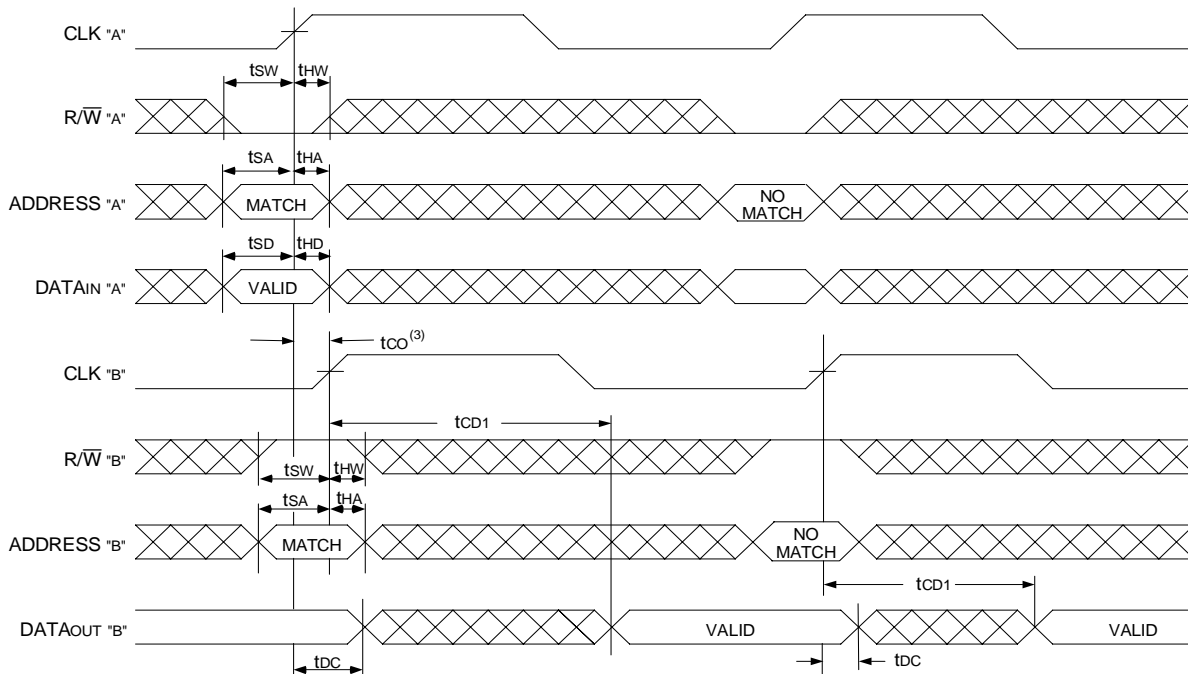 CLK "A"
tSW tHW
R/W̅ "A"
tSA tHA
ADDRESS "A" MATCH NO MATCH
tSD tHD
DATAIN "A" VALID
tCO(3)
CLK "B"
tCD1
R/W̅ "B"
tSW tHW
tSA tHA
ADDRESS "B" MATCH NO MATCH
tCD1
DATAOUT "B" VALID VALID
tDC tDC